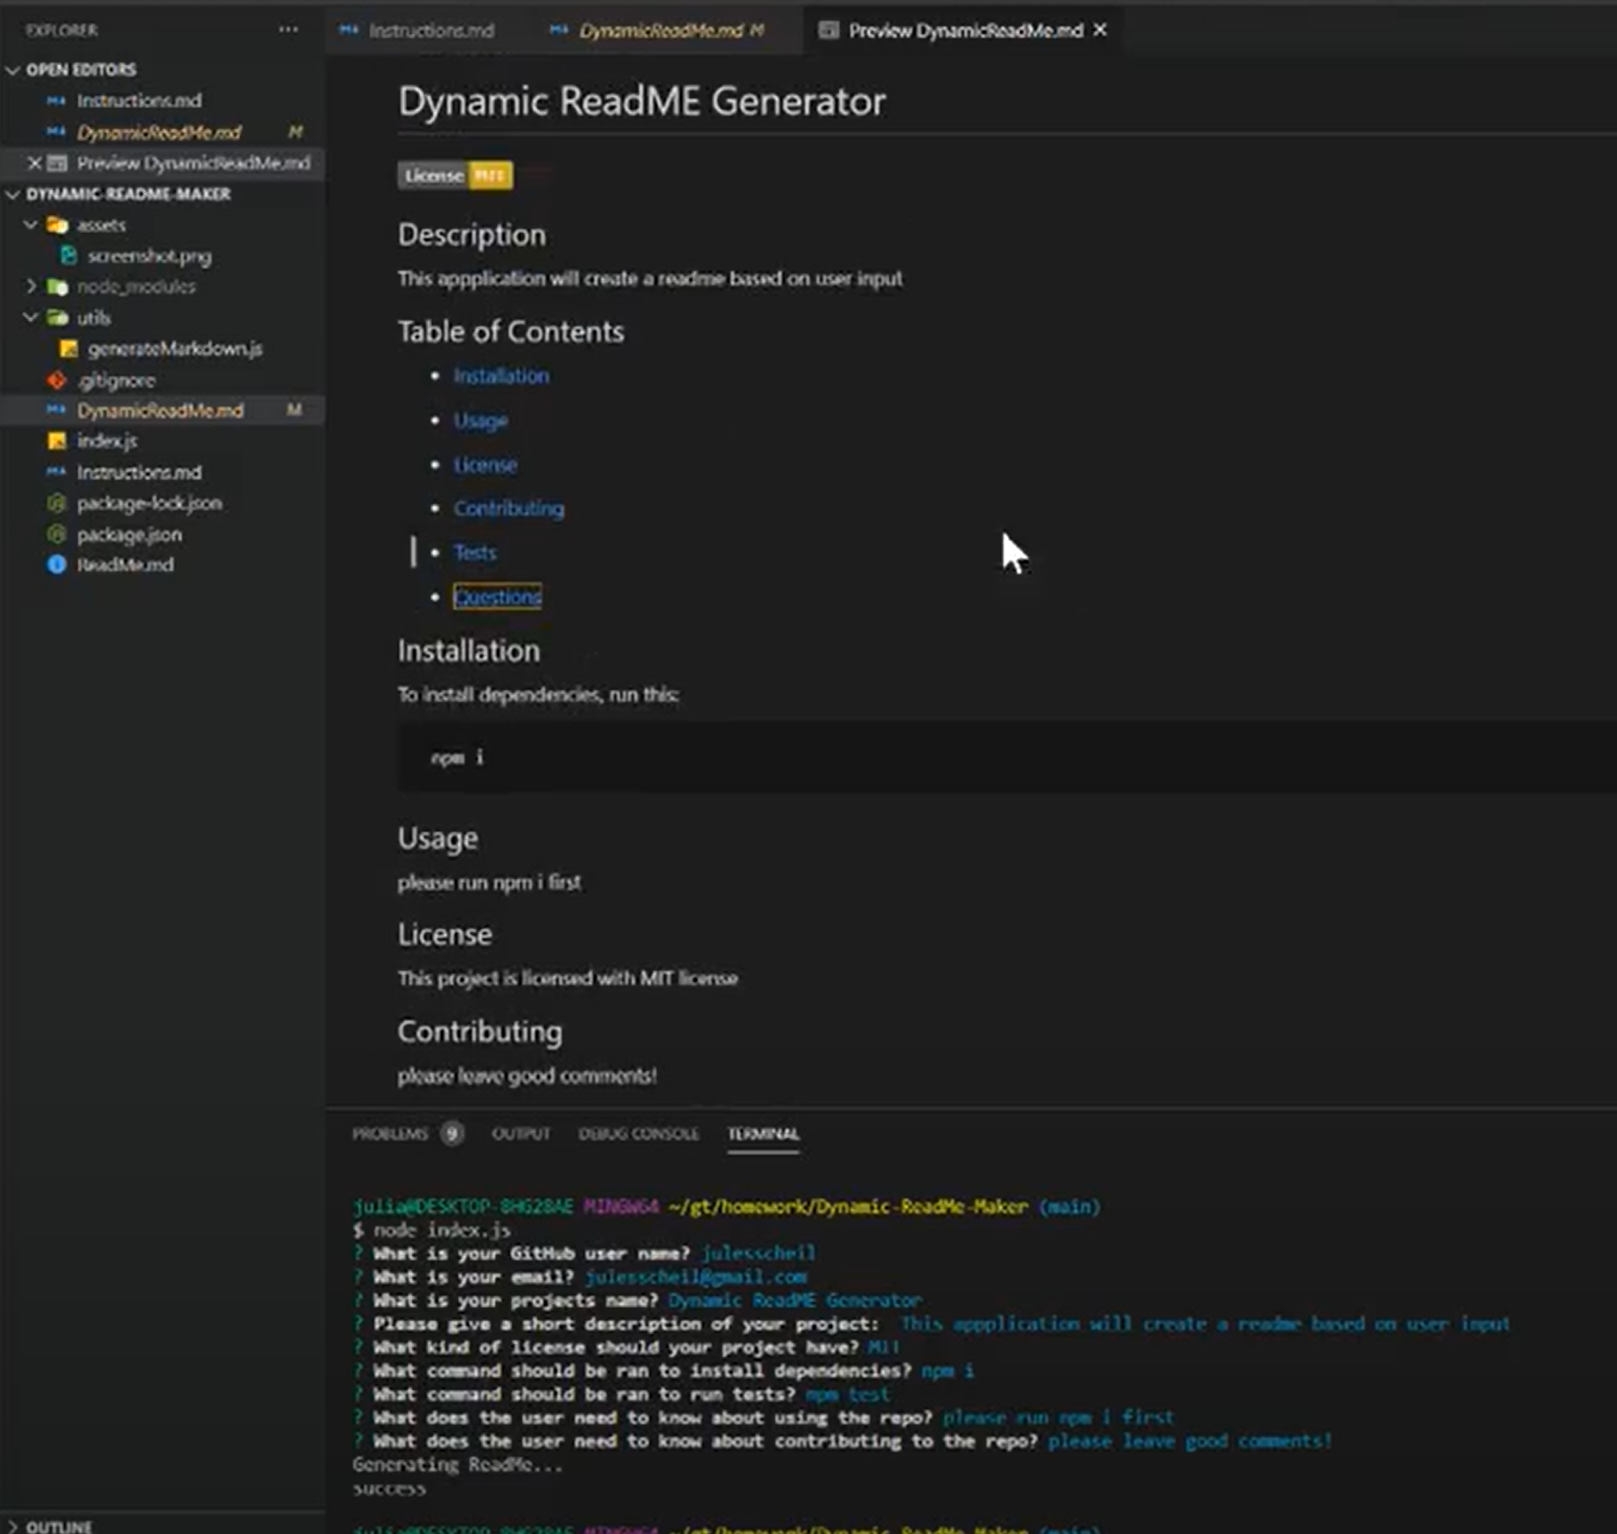 EXPLORER ...
OPEN EDITORS
Instructions.md
DynamicReadMe.md M
Preview DynamicReadMe.md
DYNAMIC-README-MAKER
assets
screenshot.png
node_modules
utils
generateMarkdown.js
.gitignore
DynamicReadMe.md M
index.js
Instructions.md
package-lock.json
package.json
ReadMe.md
OUTLINE
Instructions.md DynamicReadMe.md M Preview DynamicReadMe.md
Dynamic ReadME Generator
License MIT
Description
This appplication will create a readme based on user input
Table of Contents
• Installation
• Usage
• License
• Contributing
• Tests
• Questions
Installation
To install dependencies, run this:
npm i
Usage
please run npm i first
License
This project is licensed with MIT license
Contributing
please leave good comments!
PROBLEMS 9 OUTPUT DEBUG CONSOLE TERMINAL
julia@DESKTOP-8HG28AE MINGW64 ~/gt/homework/Dynamic-ReadMe-Maker (main)
$ node index.js
? What is your GitHub user name? julesscheil
? What is your email? julesscheil@gmail.com
? What is your projects name? Dynamic ReadME Generator
? Please give a short description of your project: This appplication will create a readme based on user input
? What kind of license should your project have? MIT
? What command should be ran to install dependencies? npm i
? What command should be ran to run tests? npm test
? What does the user need to know about using the repo? please run npm i first
? What does the user need to know about contributing to the repo? please leave good comments!
Generating ReadMe...
success
julia@DESKTOP-8HG28AE MINGW64 ~/gt/homework/Dynamic-ReadMe-Maker (main)